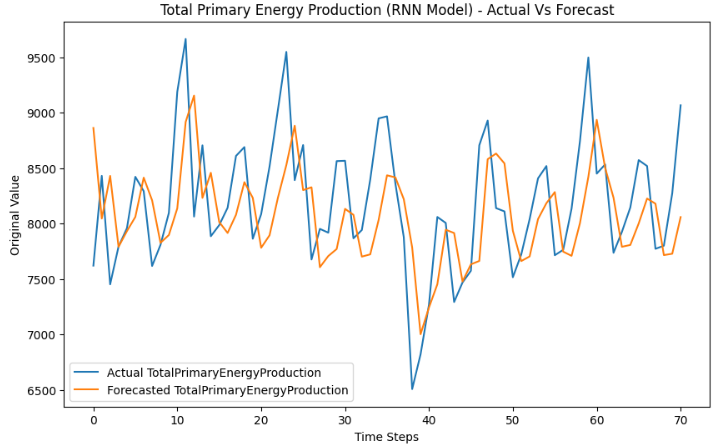 Total Primary Energy Production (RNN Model) - Actual Vs Forecast
Original Value
9500
9000
8500
8000
7500
7000
6500
Actual TotalPrimaryEnergyProduction
Forecasted TotalPrimaryEnergyProduction
0 10 20 30 40 50 60 70
Time Steps